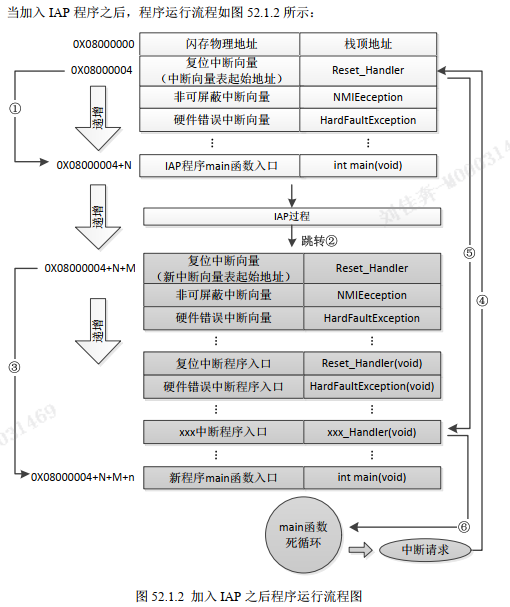 当加入 IAP 程序之后，程序运行流程如图 52.1.2 所示：
0X08000000 闪存物理地址 栈顶地址
0X08000004 复位中断向量 Reset_Handler
（中断向量表起始地址）
非可屏蔽中断向量 NMIEeception
硬件错误中断向量 HardFaultException
① 递增
⋮ ⋮
0X08000004+N IAP程序main函数入口 int main(void)
递增
IAP过程
跳转②
⑤ ④
0X08000004+N+M 复位中断向量 Reset_Handler
（新中断向量表起始地址）
非可屏蔽中断向量 NMIEeception
硬件错误中断向量 HardFaultException
递增
⋮ ⋮
③
复位中断程序入口 Reset_Handler(void)
硬件错误中断程序入口 HardFaultException(void)
⋮ ⋮
xxx中断程序入口 xxx_Handler(void)
⋮ ⋮
0X08000004+N+M+n 新程序main函数入口 int main(void)
⑥
main函数
死循环
中断请求
图 52.1.2 加入 IAP 之后程序运行流程图
031469